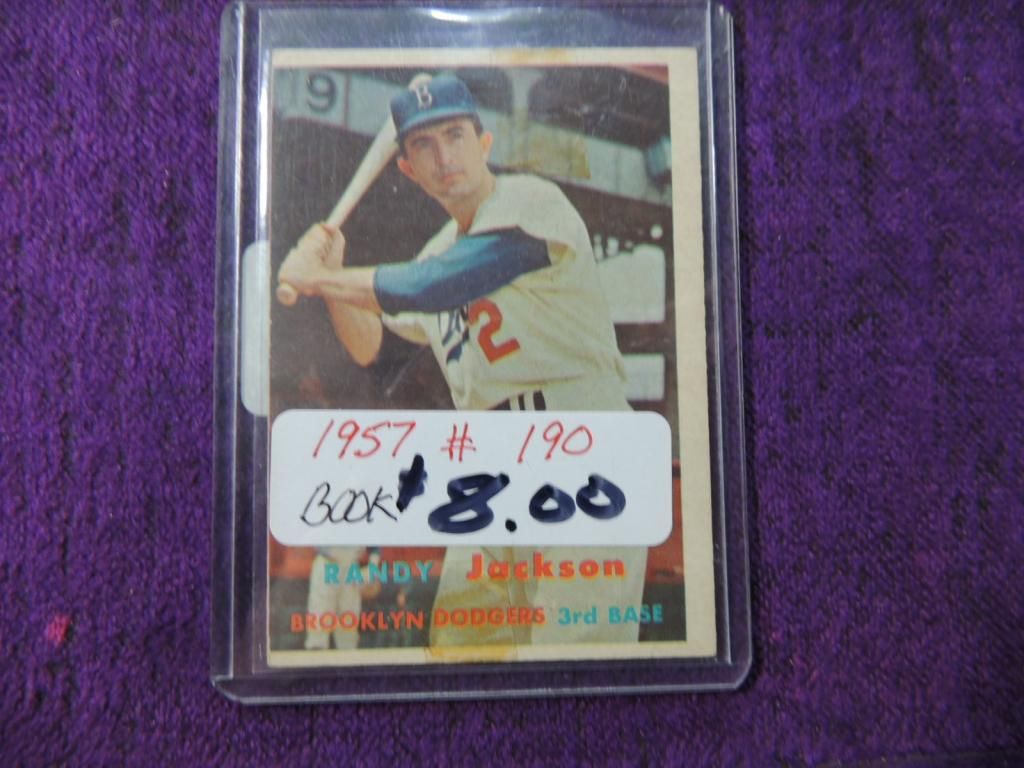 9
B
2
1957 # 190
BOOK $8.00
RANDY Jackson
BROOKLYN DODGERS 3rd BASE